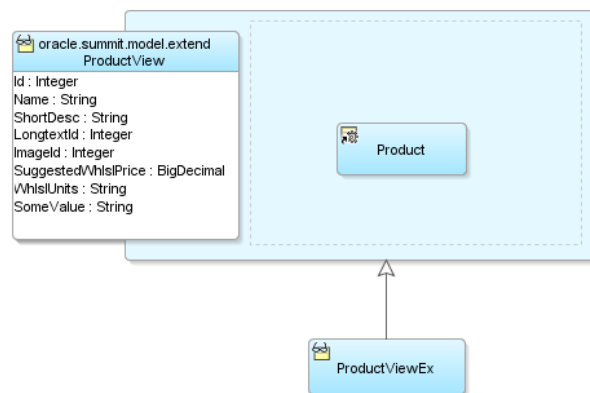 oracle.summit.model.extend
ProductView
Id : Integer
Name : String
ShortDesc : String
LongtextId : Integer
ImageId : Integer
SuggestedWhlslPrice : BigDecimal
WhlslUnits : String
SomeValue : String
Product
ProductViewEx